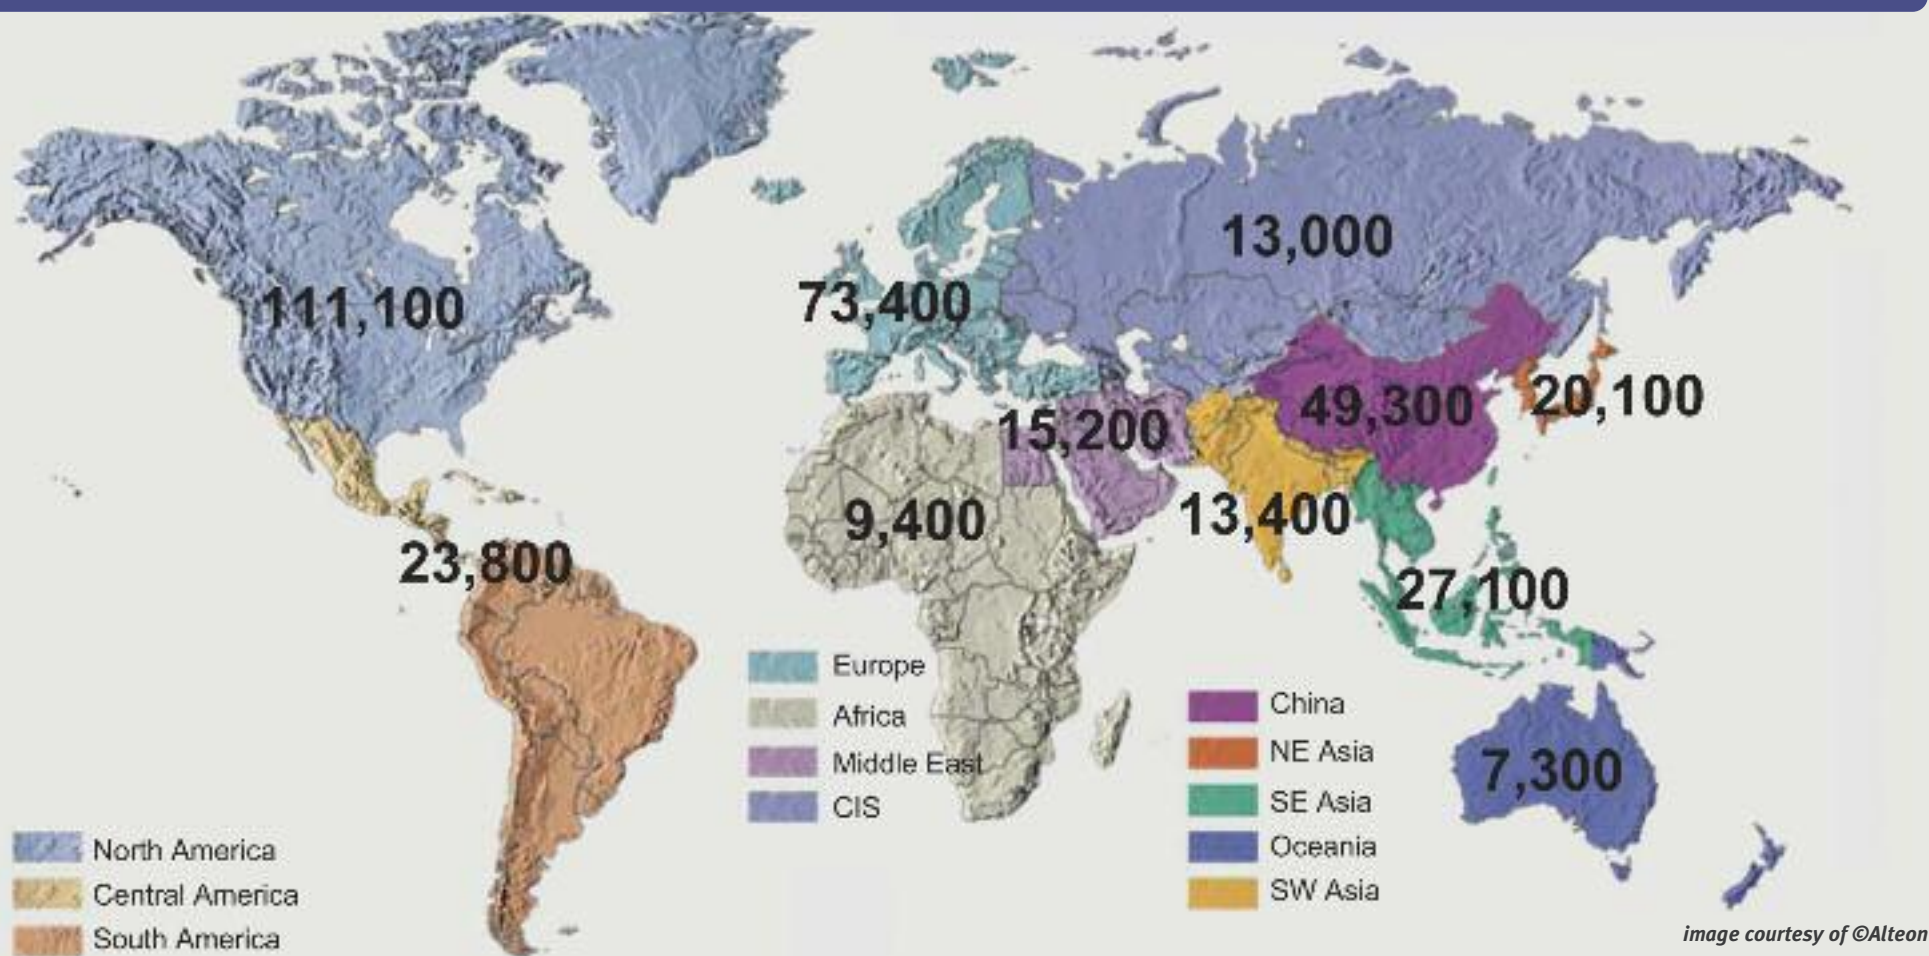 111,100
73,400
13,000
15,200
49,300
20,100
9,400
13,400
23,800
27,100
7,300
North America
Central America
South America
Europe
Africa
Middle East
CIS
China
NE Asia
SE Asia
Oceania
SW Asia
image courtesy of ©Alteon